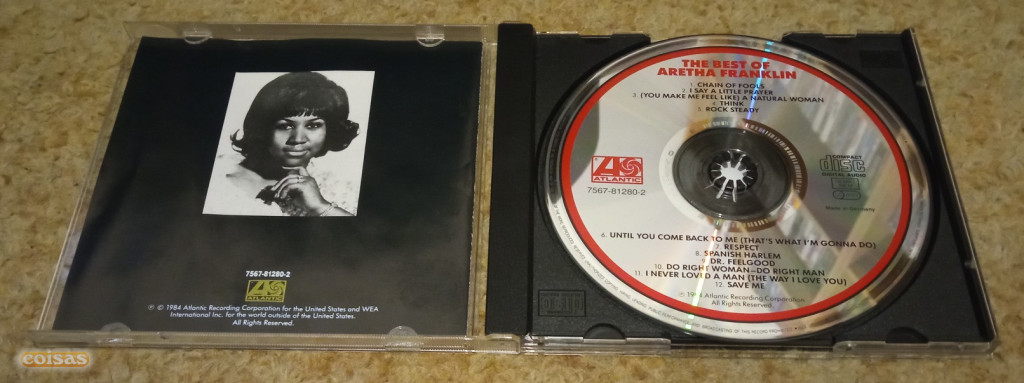 7567-81280-2
ATLANTIC
℗ © 1984 Atlantic Recording Corporation for the United States and WEA
International Inc. for the world outside of the United States.
All Rights Reserved.
THE BEST OF
ARETHA FRANKLIN
1. CHAIN OF FOOLS
2. I SAY A LITTLE PRAYER
3. (YOU MAKE ME FEEL LIKE) A NATURAL WOMAN
4. THINK
5. ROCK STEADY
ATLANTIC
7567-81280-2
COMPACT
disc
DIGITAL AUDIO
Made in Germany
6. UNTIL YOU COME BACK TO ME (THAT'S WHAT I'M GONNA DO)
7. RESPECT
8. SPANISH HARLEM
9. DR. FEELGOOD
10. DO RIGHT WOMAN—DO RIGHT MAN
11. I NEVER LOVED A MAN (THE WAY I LOVE YOU)
12. SAVE ME
℗ 1984 Atlantic Recording Corporation
All Rights Reserved
coisas